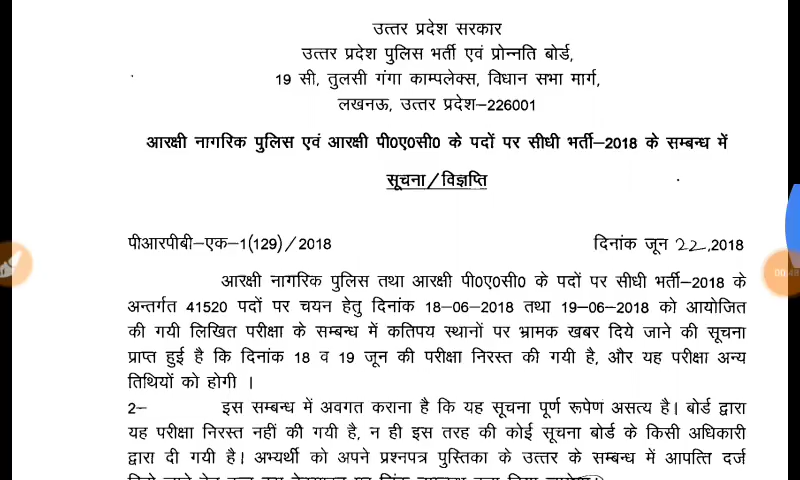 उत्तर प्रदेश सरकार
उत्तर प्रदेश पुलिस भर्ती एवं प्रोन्नति बोर्ड,
19 सी, तुलसी गंगा काम्पलेक्स, विधान सभा मार्ग,
लखनऊ, उत्तर प्रदेश–226001
आरक्षी नागरिक पुलिस एवं आरक्षी पी0ए0सी0 के पदों पर सीधी भर्ती–2018 के सम्बन्ध में
सूचना/विज्ञप्ति
पीआरपीबी–एक–1(129)/2018 दिनांक जून 22,2018
आरक्षी नागरिक पुलिस तथा आरक्षी पी0ए0सी0 के पदों पर सीधी भर्ती–2018 के
अन्तर्गत 41520 पदों पर चयन हेतु दिनांक 18-06-2018 तथा 19-06-2018 को आयोजित
की गयी लिखित परीक्षा के सम्बन्ध में कतिपय स्थानों पर भ्रामक खबर दिये जाने की सूचना
प्राप्त हुई है कि दिनांक 18 व 19 जून की परीक्षा निरस्त की गयी है, और यह परीक्षा अन्य
तिथियों को होगी ।
2– इस सम्बन्ध में अवगत कराना है कि यह सूचना पूर्ण रूपेण असत्य है। बोर्ड द्वारा
यह परीक्षा निरस्त नहीं की गयी है, न ही इस तरह की कोई सूचना बोर्ड के किसी अधिकारी
द्वारा दी गयी है। अभ्यर्थी को अपने प्रश्नपत्र पुस्तिका के उत्तर के सम्बन्ध में आपत्ति दर्ज